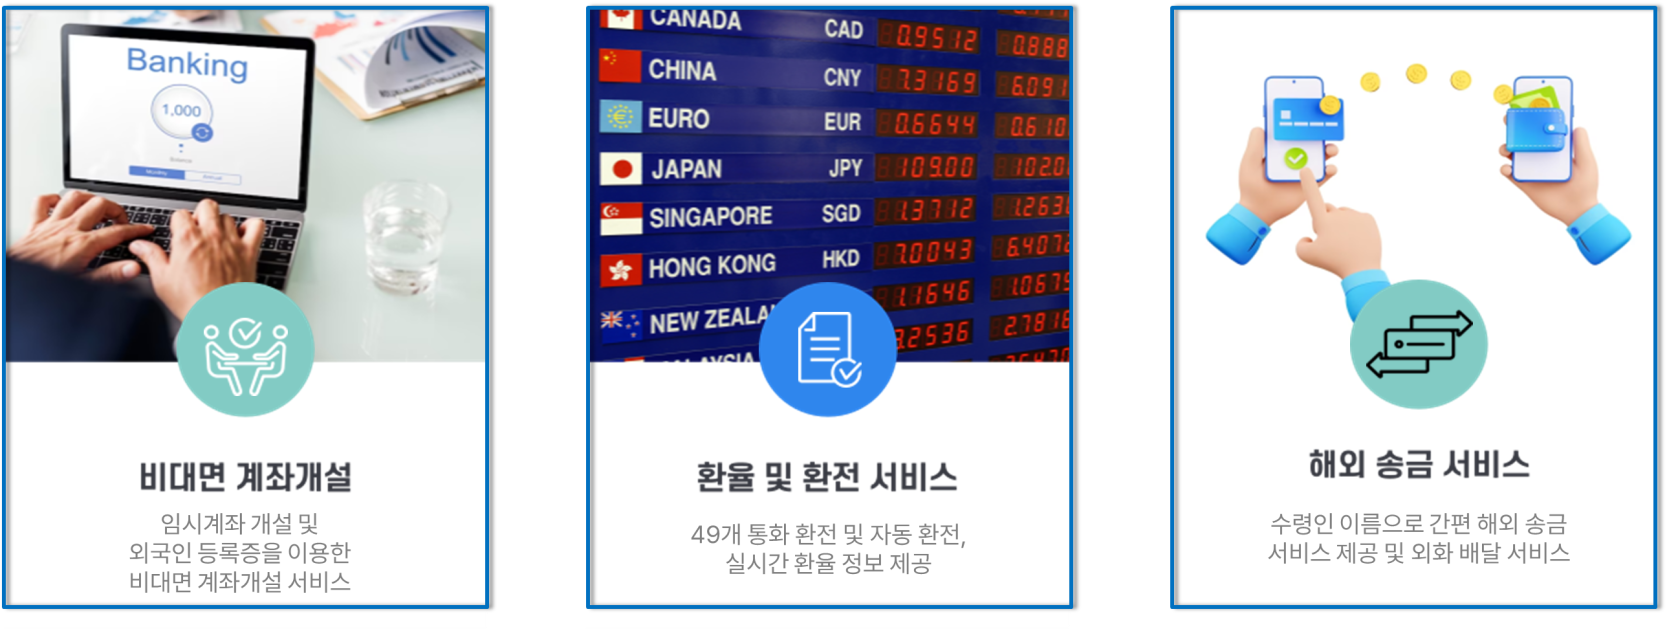 Banking
1,000
Balance
Monthly
Annual
비대면 계좌개설
임시계좌 개설 및
외국인 등록증을 이용한
비대면 계좌개설 서비스
CANADA CAD 0.9512 0.888
CHINA CNY 7.3169 6.091
EURO EUR 0.6644 0.610
JAPAN JPY 109.00 102.0
SINGAPORE SGD 1.3712 1.263
HONG KONG HKD 7.0043 6.407
NEW ZEALA 1.1646 1.067
2536 2.7816
환율 및 환전 서비스
49개 통화 환전 및 자동 환전,
실시간 환율 정보 제공
해외 송금 서비스
수령인 이름으로 간편 해외 송금
서비스 제공 및 외화 배달 서비스